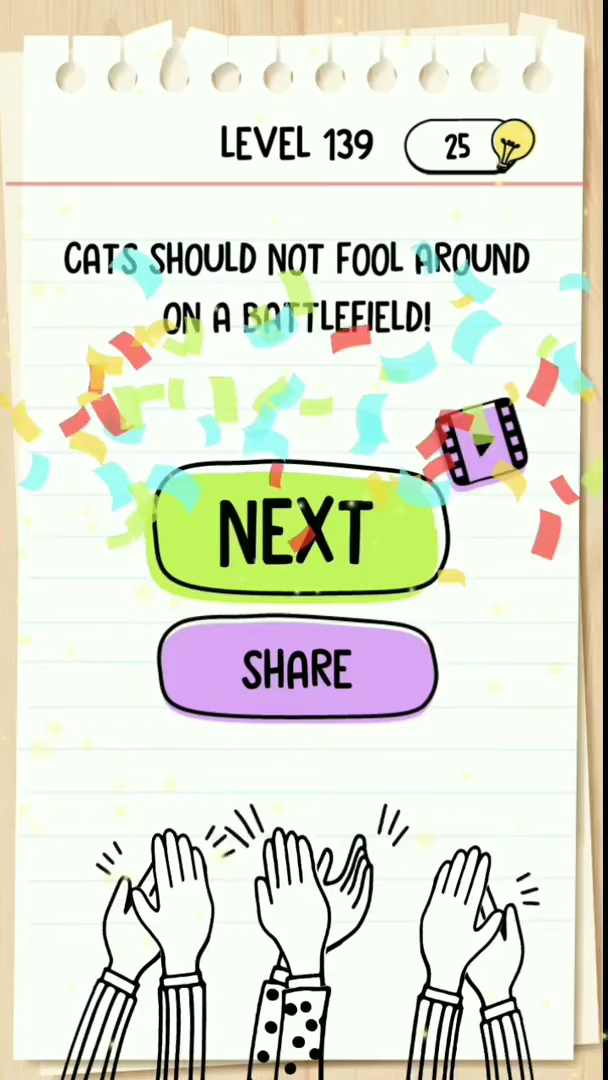 LEVEL 139
25
CATS SHOULD NOT FOOL AROUND
ON A BATTLEFIELD!
NEXT
SHARE